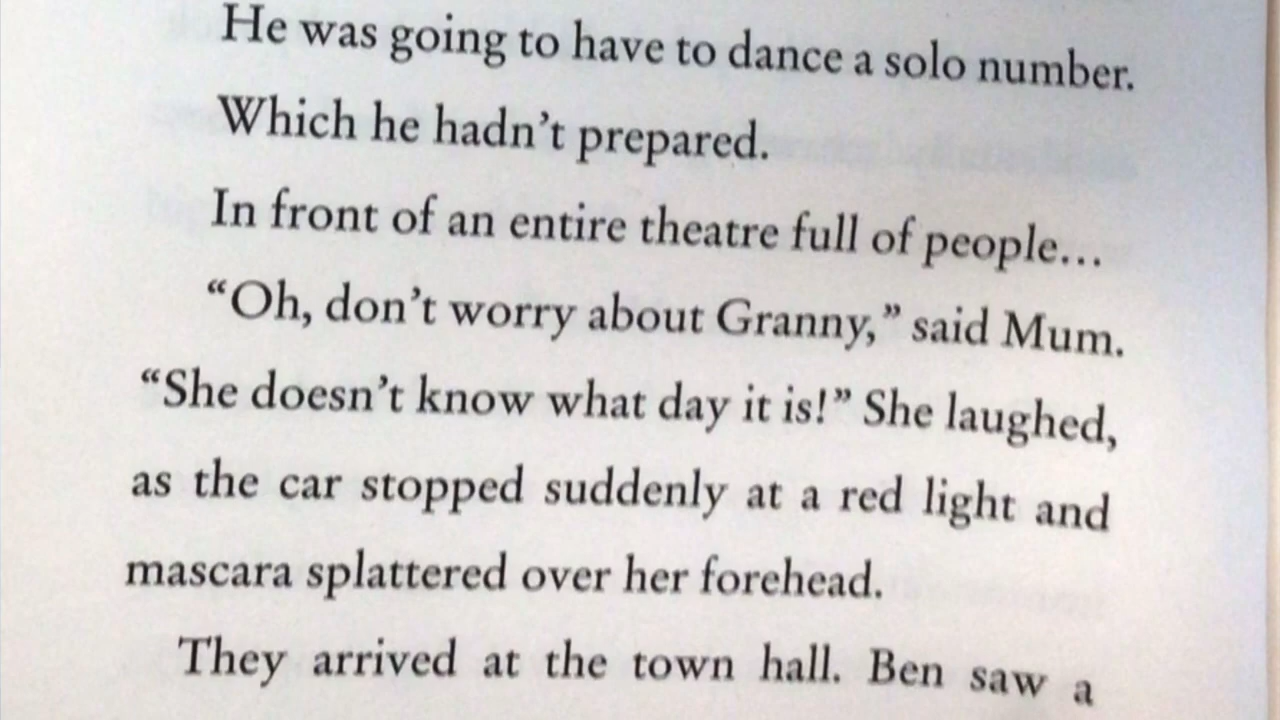 He was going to have to dance a solo number.
Which he hadn’t prepared.
In front of an entire theatre full of people…
“Oh, don’t worry about Granny,” said Mum.
“She doesn’t know what day it is!” She laughed,
as the car stopped suddenly at a red light and
mascara splattered over her forehead.
They arrived at the town hall. Ben saw a